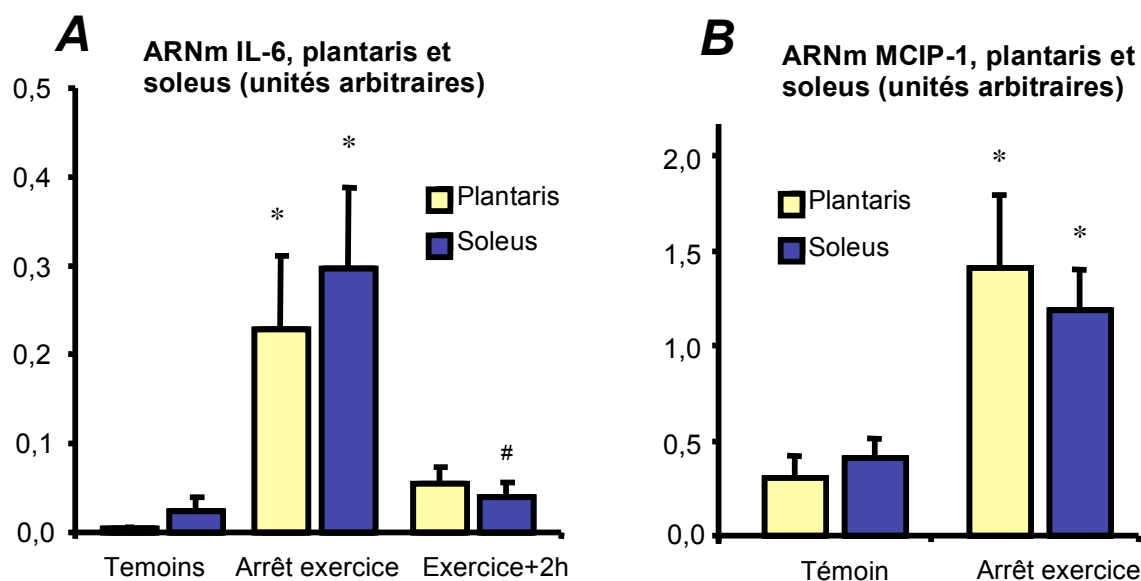 A
ARNm IL-6, plantaris et
soleus (unités arbitraires)
0,5
0,4
0,3
0,2
0,1
0,0
*
*
#
Plantaris
Soleus
Temoins
Arrêt exercice
Exercice+2h
B
ARNm MCIP-1, plantaris et
soleus (unités arbitraires)
2,0
1,5
1,0
0,5
0,0
*
*
Plantaris
Soleus
Témoin
Arrêt exercice